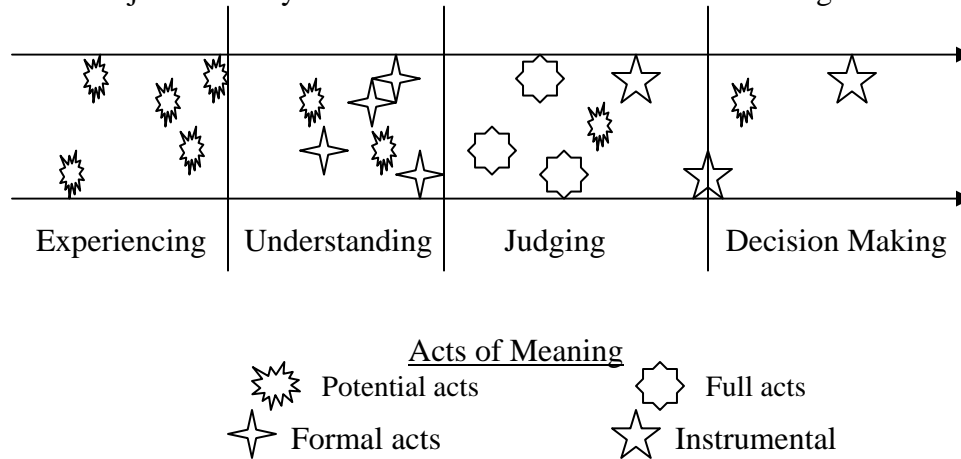 Experiencing Understanding Judging Decision Making
Acts of Meaning
Potential acts Full acts
Formal acts Instrumental